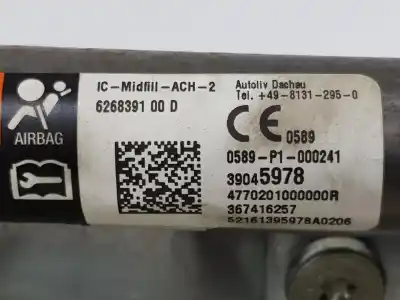 IC-Midfill-ACH-2
6268391 00 D
Autoliv Dachau
Tel. +49-8131-295-0
AIRBAG
CE 0589
0589-P1-000241
39045978
4770201000000R
367416257
52161395978A0206